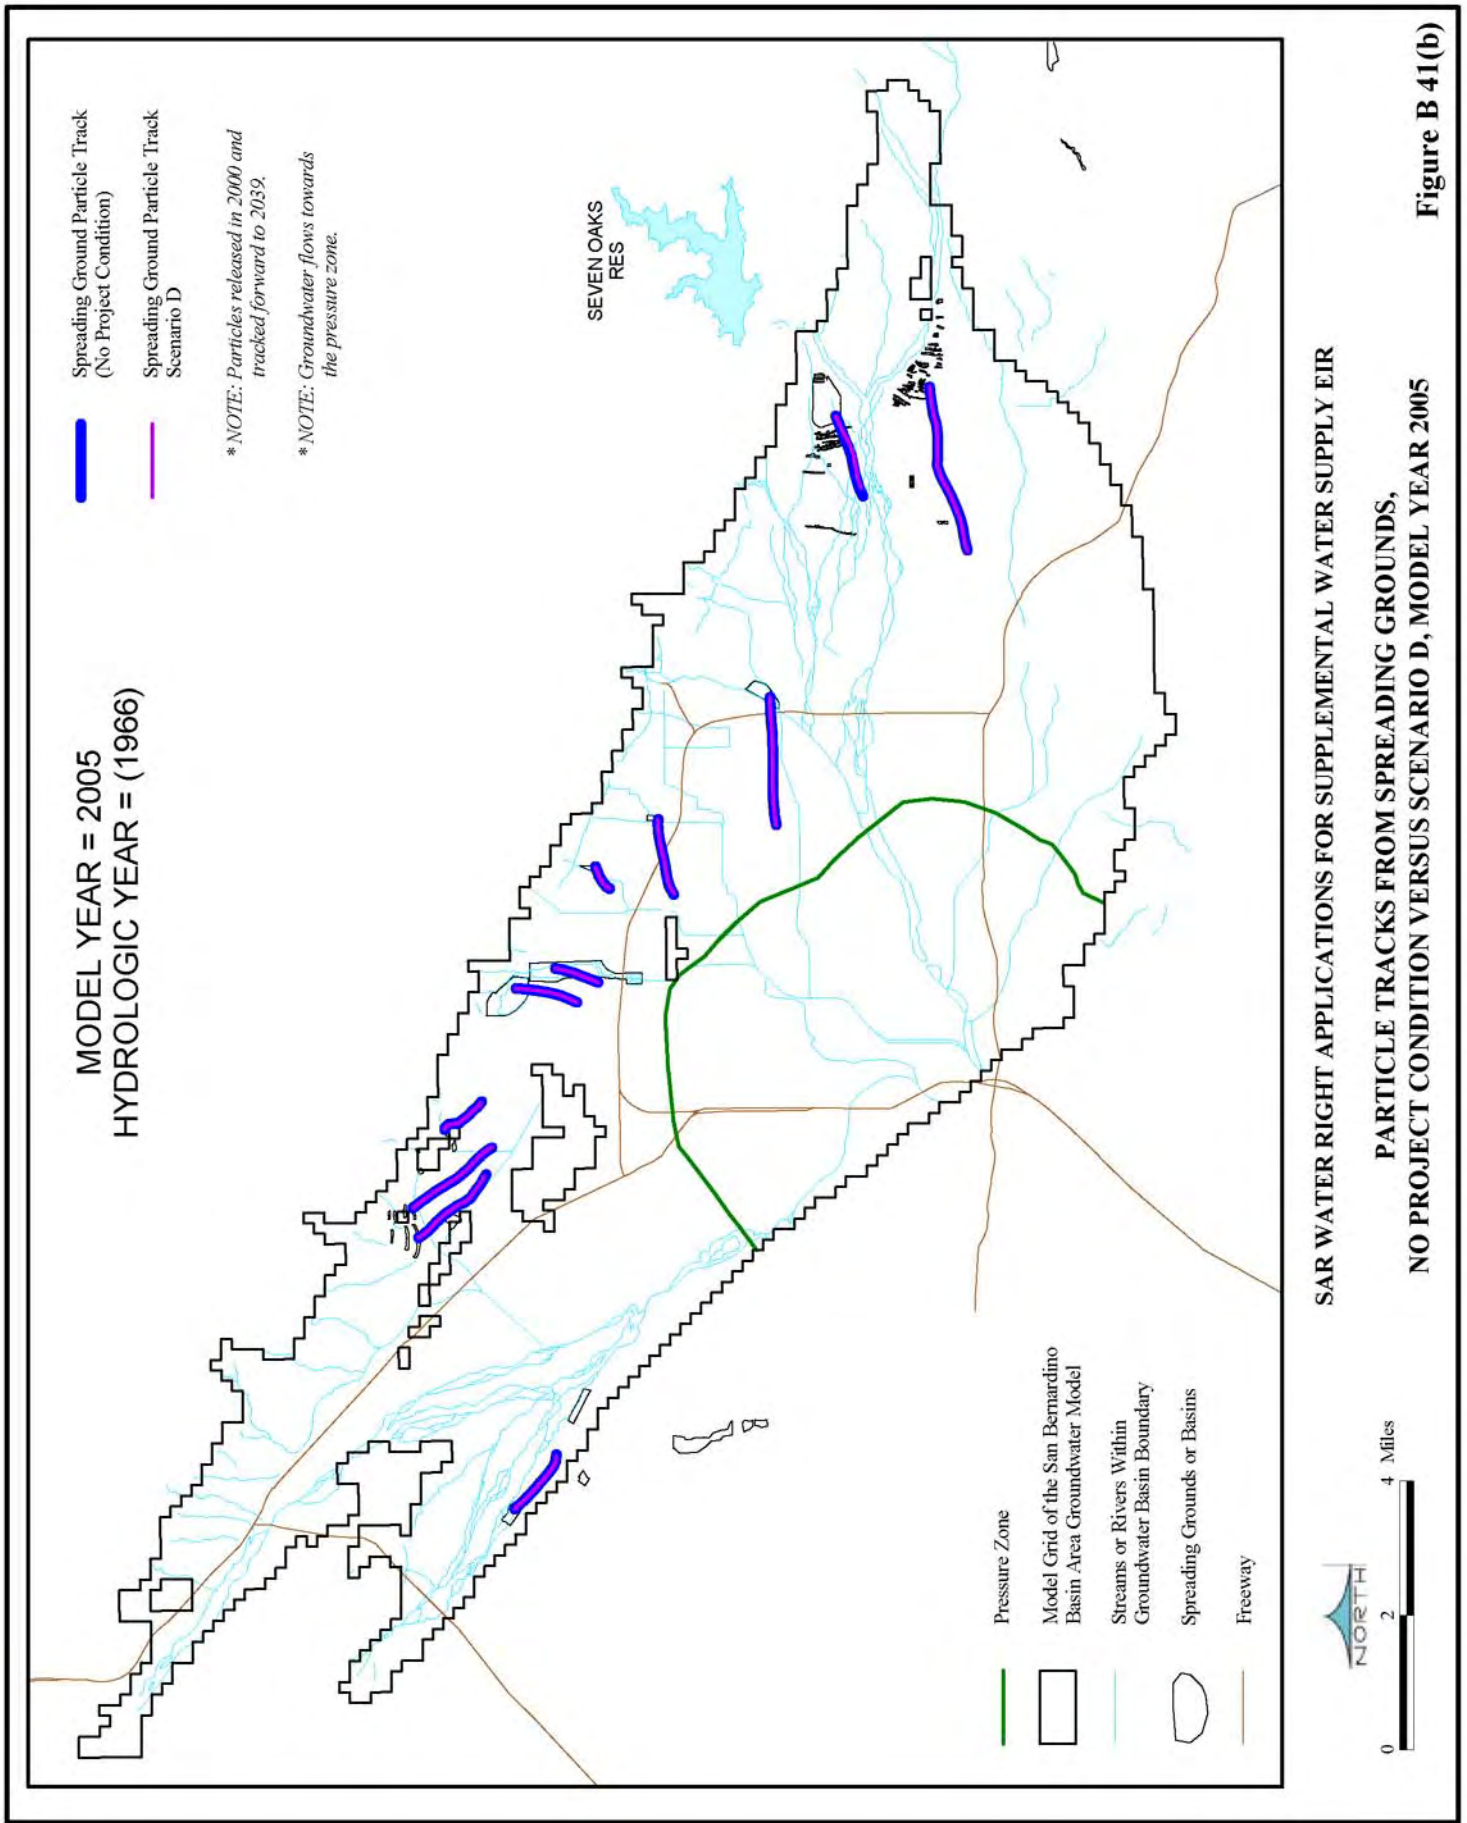 MODEL YEAR = 2005
HYDROLOGIC YEAR = (1966)
Spreading Ground Particle Track
(No Project Condition)
Spreading Ground Particle Track
Scenario D
* NOTE: Particles released in 2000 and
tracked forward to 2039.
* NOTE: Groundwater flows towards
the pressure zone.
SEVEN OAKS
RES
Pressure Zone
Model Grid of the San Bernardino
Basin Area Groundwater Model
Streams or Rivers Within
Groundwater Basin Boundary
Spreading Grounds or Basins
Freeway
NORTH
0 2 4 Miles
SAR WATER RIGHT APPLICATIONS FOR SUPPLEMENTAL WATER SUPPLY EIR
PARTICLE TRACKS FROM SPREADING GROUNDS,
NO PROJECT CONDITION VERSUS SCENARIO D, MODEL YEAR 2005
Figure B 41(b)